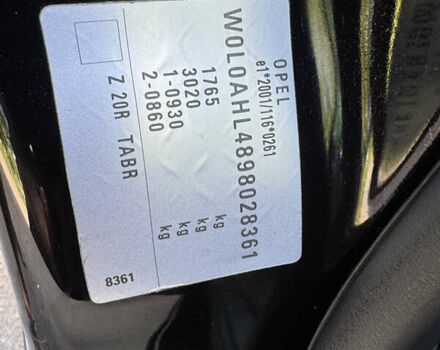 OPEL
e1*2001/116*0261
W0L0AHL4898028361
1765 kg
3020 kg
1-0930 kg
2-0860 kg
Z 20R TABR
8361